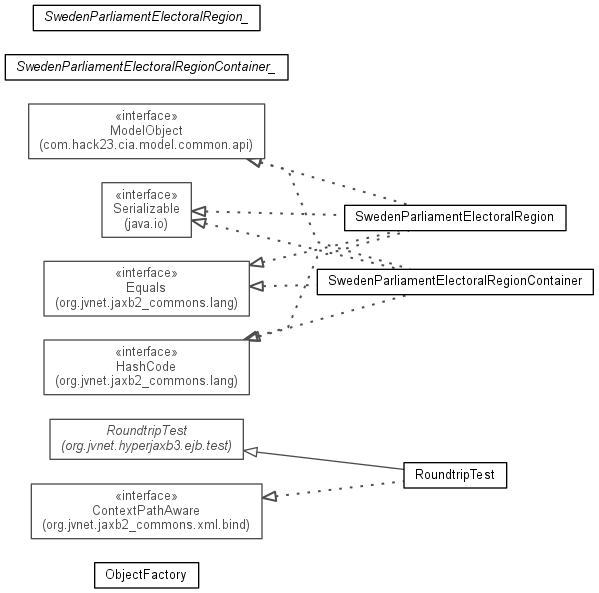 SwedenParliamentElectoralRegion_
SwedenParliamentElectoralRegionContainer_
«interface»
ModelObject
(com.hack23.cia.model.common.api)
«interface»
Serializable
(java.io)
SwedenParliamentElectoralRegion
«interface»
Equals
(org.jvnet.jaxb2_commons.lang)
SwedenParliamentElectoralRegionContainer
«interface»
HashCode
(org.jvnet.jaxb2_commons.lang)
RoundtripTest
(org.jvnet.hyperjaxb3.ejb.test)
RoundtripTest
«interface»
ContextPathAware
(org.jvnet.jaxb2_commons.xml.bind)
ObjectFactory